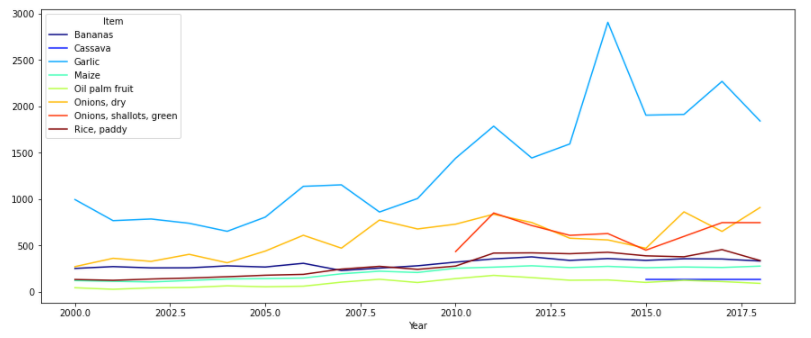 3000
2500
2000
1500
1000
500
0
Item
Bananas
Cassava
Garlic
Maize
Oil palm fruit
Onions, dry
Onions, shallots, green
Rice, paddy
2000.0 2002.5 2005.0 2007.5 2010.0 2012.5 2015.0 2017.5
Year